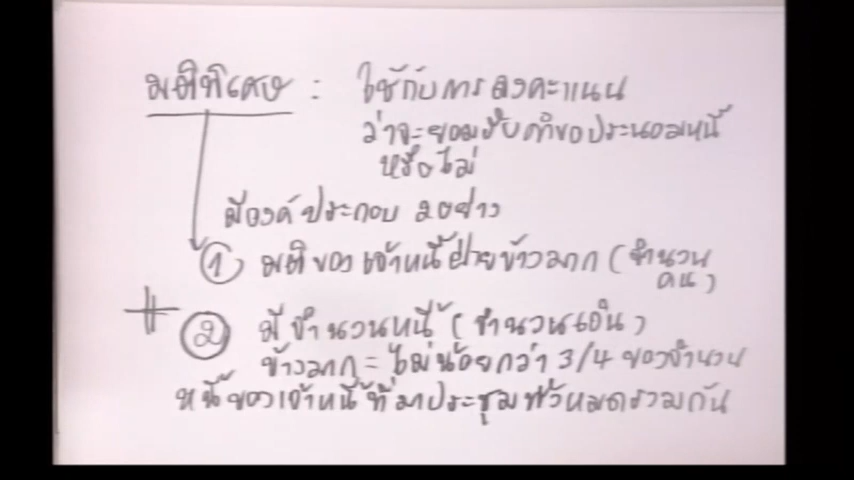 มติพิเศษ : ใช้กับการลงคะแนน
ว่าจะยอมรับคำขอประนอมหนี้
หรือไม่
มีองค์ประกอบ 2 อย่าง
① มติของเจ้าหนี้ฝ่ายข้างมาก (จำนวน
คน)
② มีจำนวนหนี้ (จำนวนเงิน)
ข้างมาก = ไม่น้อยกว่า 3/4 ของจำนวน
หนี้ของเจ้าหนี้ที่มาประชุมทั้งหมดรวมกัน